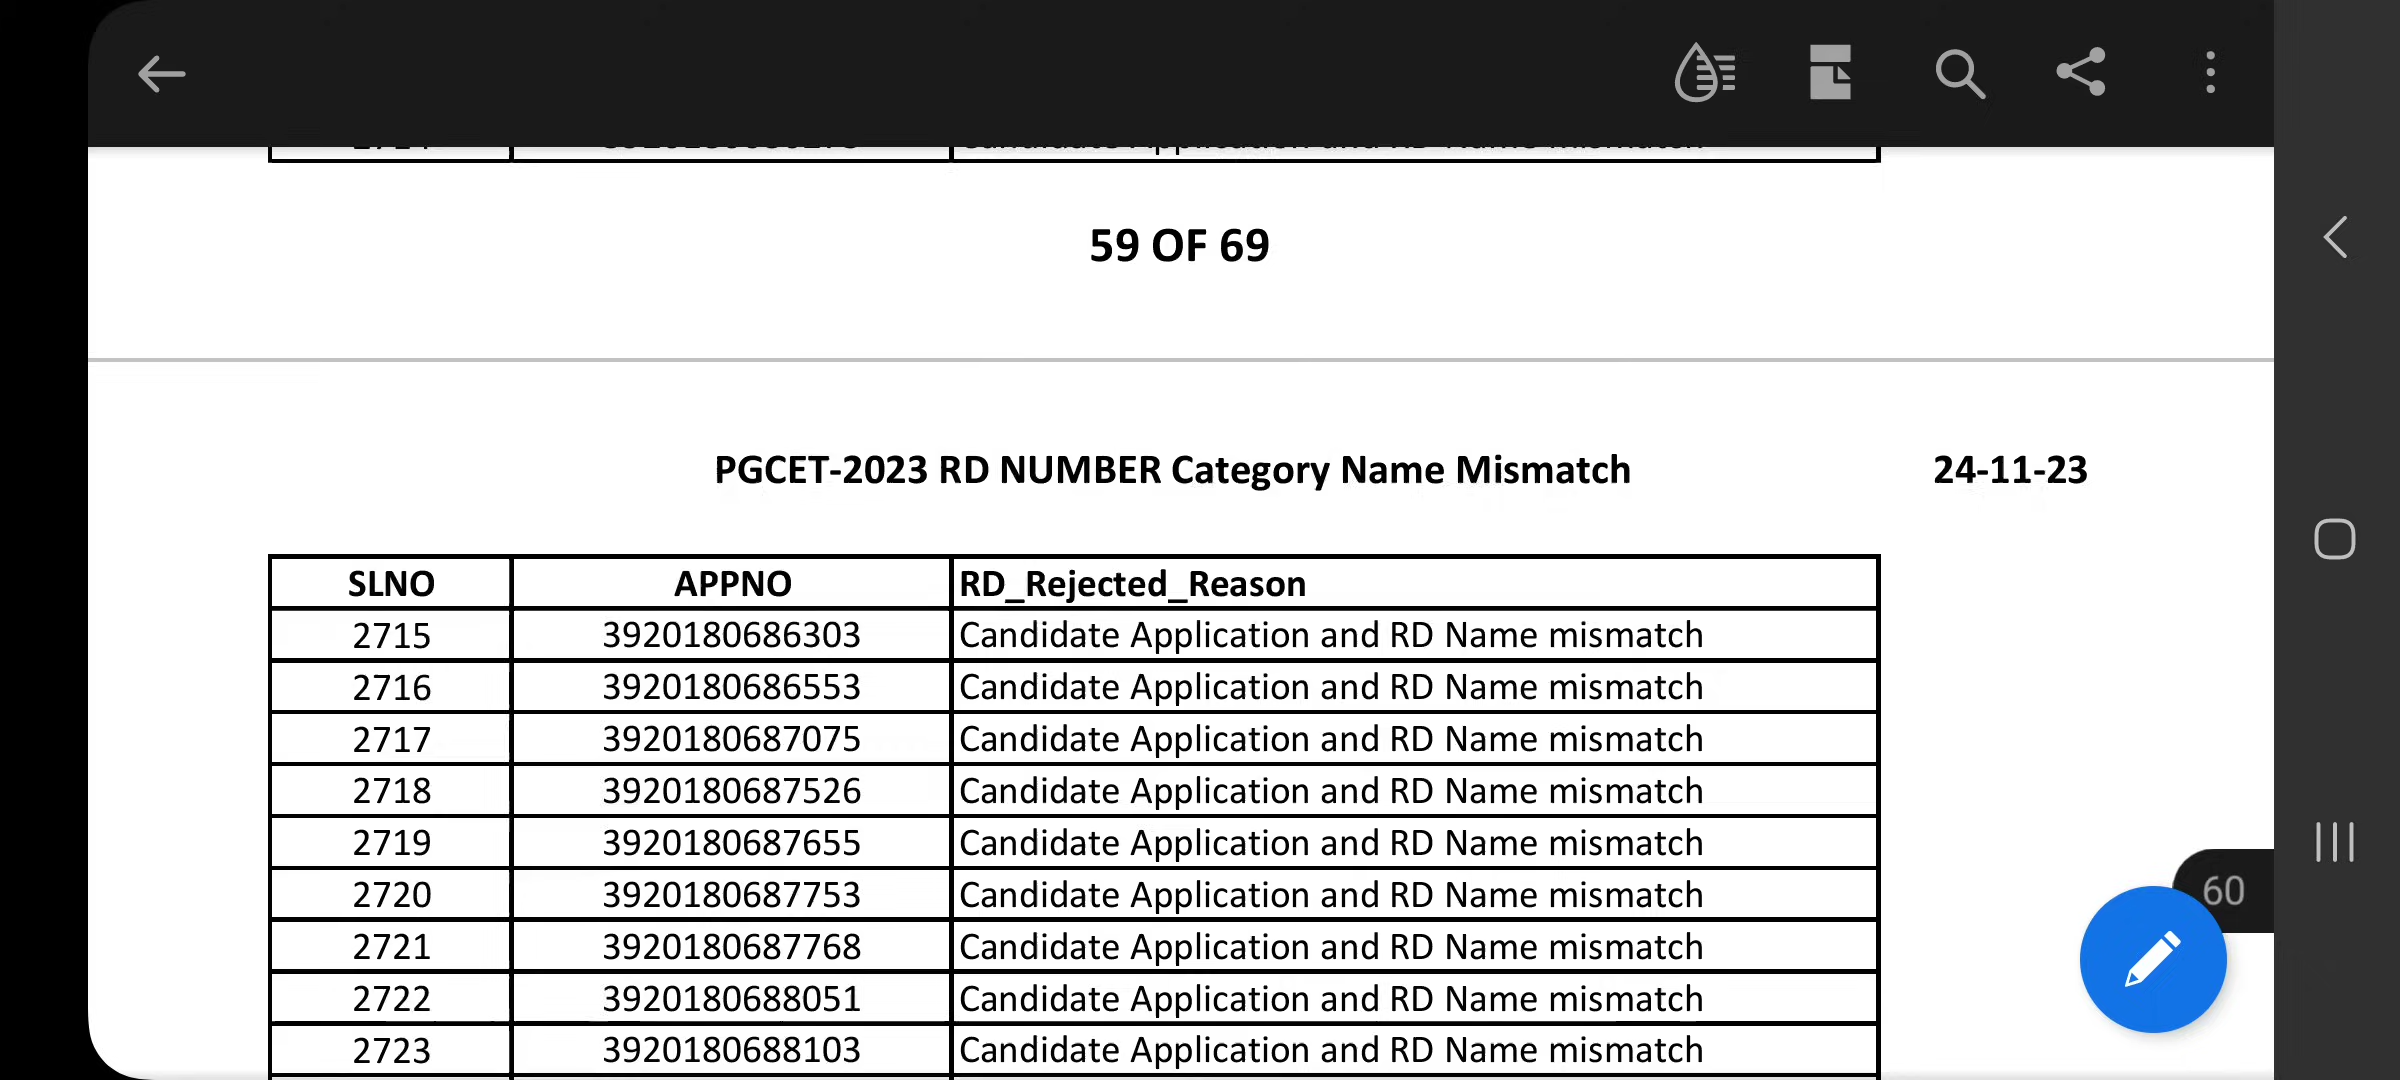 59 OF 69
PGCET-2023 RD NUMBER Category Name Mismatch 24-11-23
SLNO APPNO RD_Rejected_Reason
2715 3920180686303 Candidate Application and RD Name mismatch
2716 3920180686553 Candidate Application and RD Name mismatch
2717 3920180687075 Candidate Application and RD Name mismatch
2718 3920180687526 Candidate Application and RD Name mismatch
2719 3920180687655 Candidate Application and RD Name mismatch
2720 3920180687753 Candidate Application and RD Name mismatch
2721 3920180687768 Candidate Application and RD Name mismatch
2722 3920180688051 Candidate Application and RD Name mismatch
2723 3920180688103 Candidate Application and RD Name mismatch
60